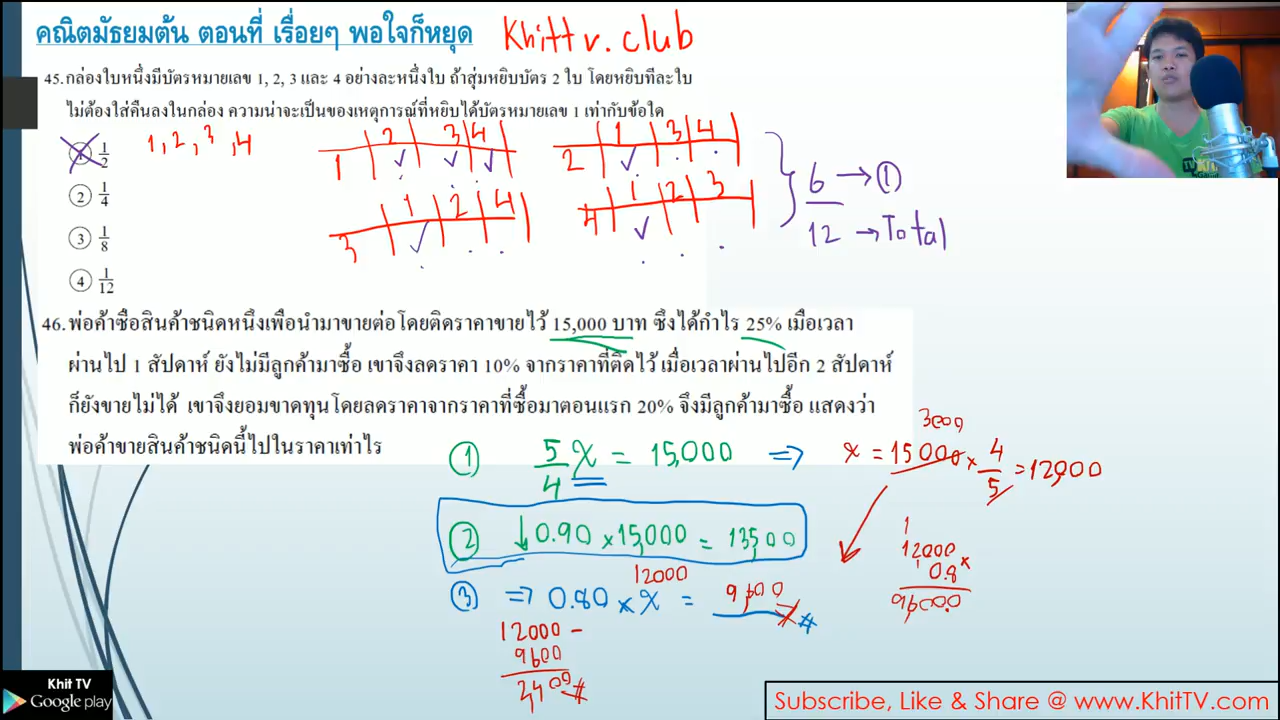 คณิตมัธยมต้น ตอนที่ เรื่อยๆ พอใจก็หยุด Khittv.club
45. กล่องใบหนึ่งมีบัตรหมายเลข 1, 2, 3 และ 4 อย่างละหนึ่งใบ ถ้าสุ่มหยิบบัตร 2 ใบ โดยหยิบทีละใบ
ไม่ต้องใส่คืนลงในกล่อง ความน่าจะเป็นของเหตุการณ์ที่หยิบได้บัตรหมายเลข 1 เท่ากับข้อใด
① 1/2
1, 2, 3, 4
2 3 4
1 ✓ ✓ ✓
1 3 4
2 ✓
② 1/4
1 2 4
3 ✓
1 2 3
4 ✓
6 → ①
12 → Total
③ 1/8
④ 1/12
46. พ่อค้าซื้อสินค้าชนิดหนึ่งเพื่อนำมาขายต่อโดยติดราคาขายไว้ 15,000 บาท ซึ่งได้กำไร 25% เมื่อเวลา
ผ่านไป 1 สัปดาห์ ยังไม่มีลูกค้ามาซื้อ เขาจึงลดราคา 10% จากราคาที่ติดไว้ เมื่อเวลาผ่านไปอีก 2 สัปดาห์
ก็ยังขายไม่ได้ เขาจึงยอมขาดทุนโดยลดราคาจากราคาที่ซื้อมาตอนแรก 20% จึงมีลูกค้ามาซื้อ แสดงว่า
พ่อค้าขายสินค้าชนิดนี้ไปในราคาเท่าไร
3000
① 5/4 x = 15,000 ⇒ x = 15000 × 4/5 = 12,000
② ↓ 0.90 × 15,000 = 13,500
12000
③ ⇒ 0.80 × x = 9,600 #
1
12000 ×
0.8
9600.0
12000 -
9600
2,400 #
Khit TV
Google play
Subscribe, Like & Share @ www.KhitTV.com